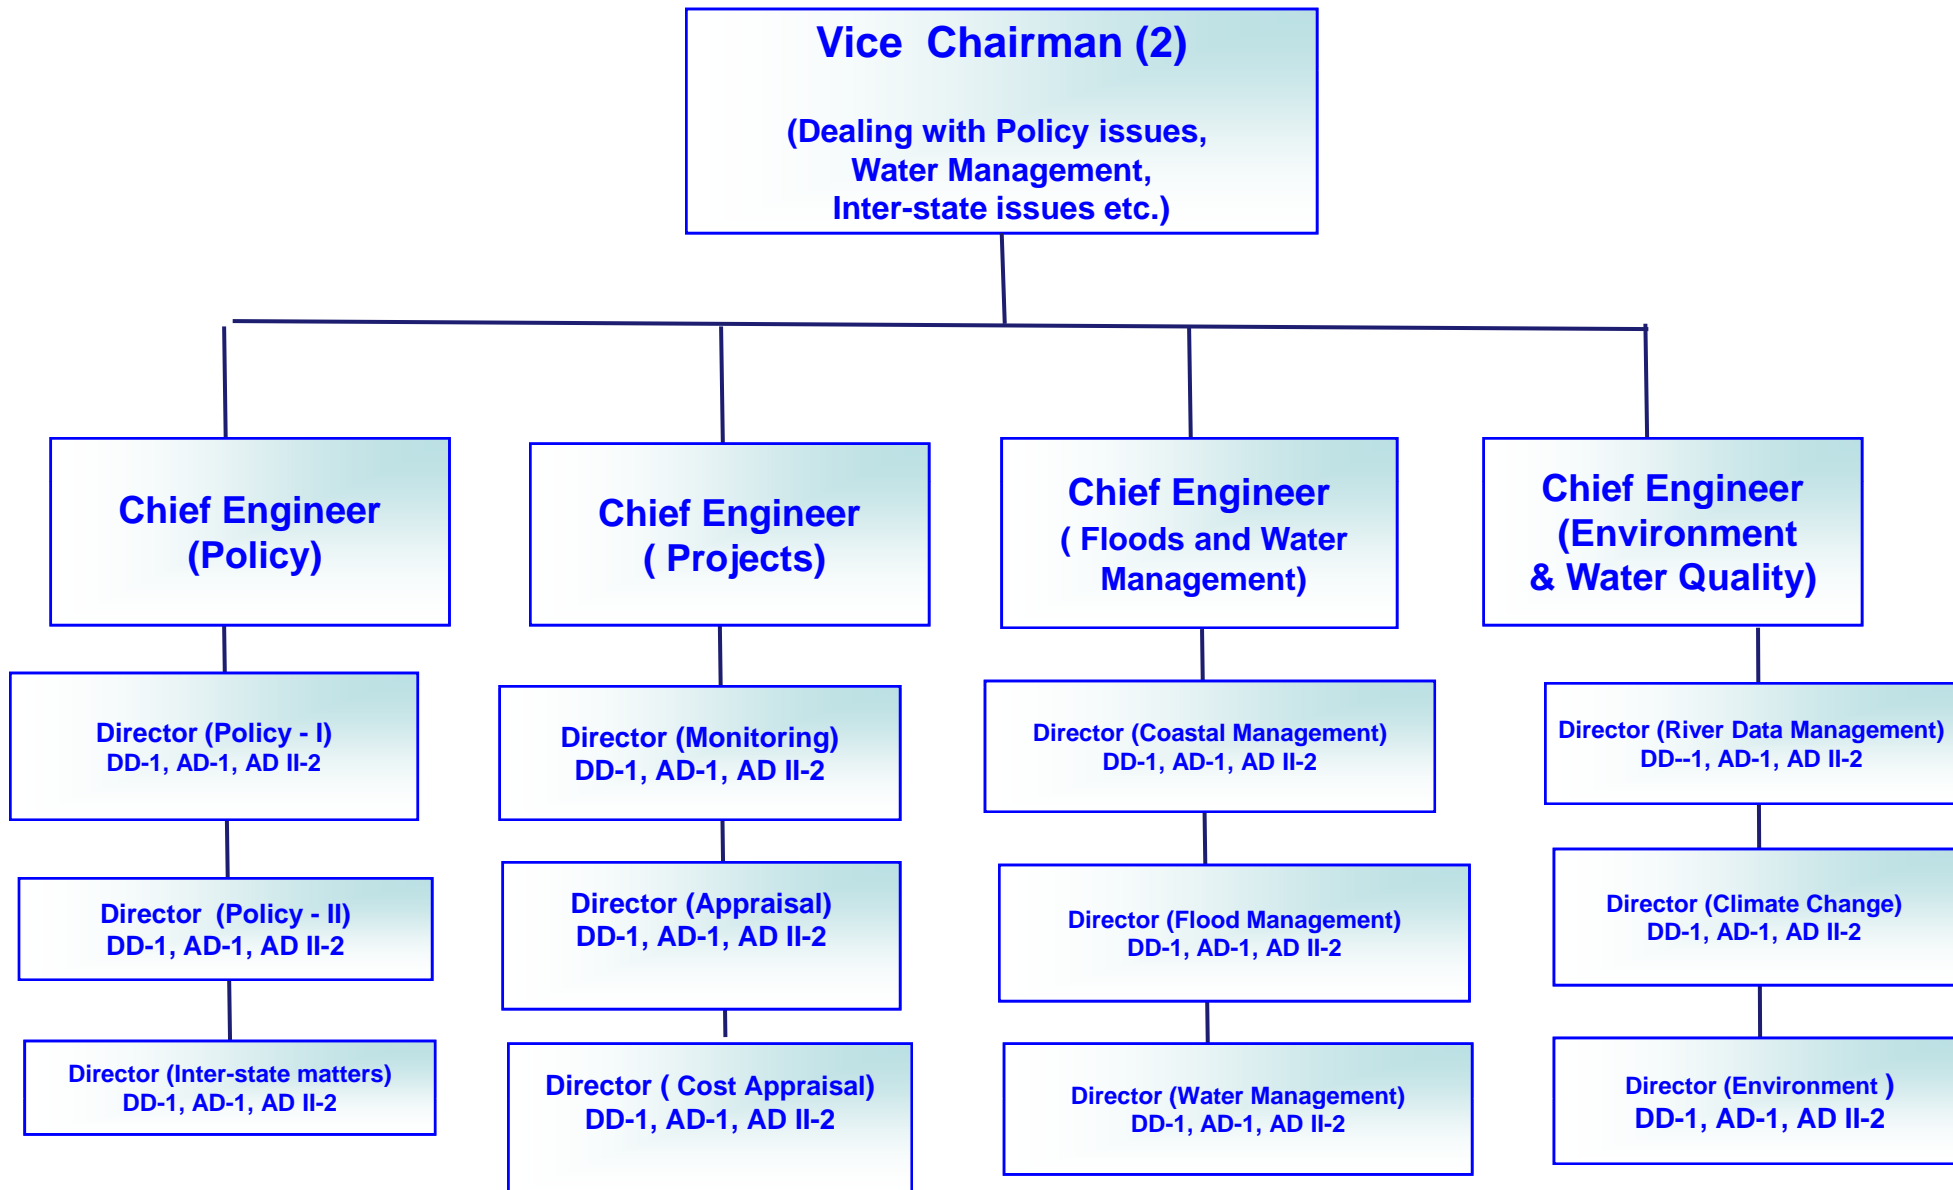 Vice Chairman (2)
(Dealing with Policy issues,
Water Management,
Inter-state issues etc.)
Chief Engineer
(Policy)
Chief Engineer
( Projects)
Chief Engineer
( Floods and Water
Management)
Chief Engineer
(Environment
& Water Quality)
Director (Policy - I)
DD-1, AD-1, AD II-2
Director (Monitoring)
DD-1, AD-1, AD II-2
Director (Coastal Management)
DD-1, AD-1, AD II-2
Director (River Data Management)
DD--1, AD-1, AD II-2
Director (Policy - II)
DD-1, AD-1, AD II-2
Director (Appraisal)
DD-1, AD-1, AD II-2
Director (Flood Management)
DD-1, AD-1, AD II-2
Director (Climate Change)
DD-1, AD-1, AD II-2
Director (Inter-state matters)
DD-1, AD-1, AD II-2
Director ( Cost Appraisal)
DD-1, AD-1, AD II-2
Director (Water Management)
DD-1, AD-1, AD II-2
Director (Environment )
DD-1, AD-1, AD II-2